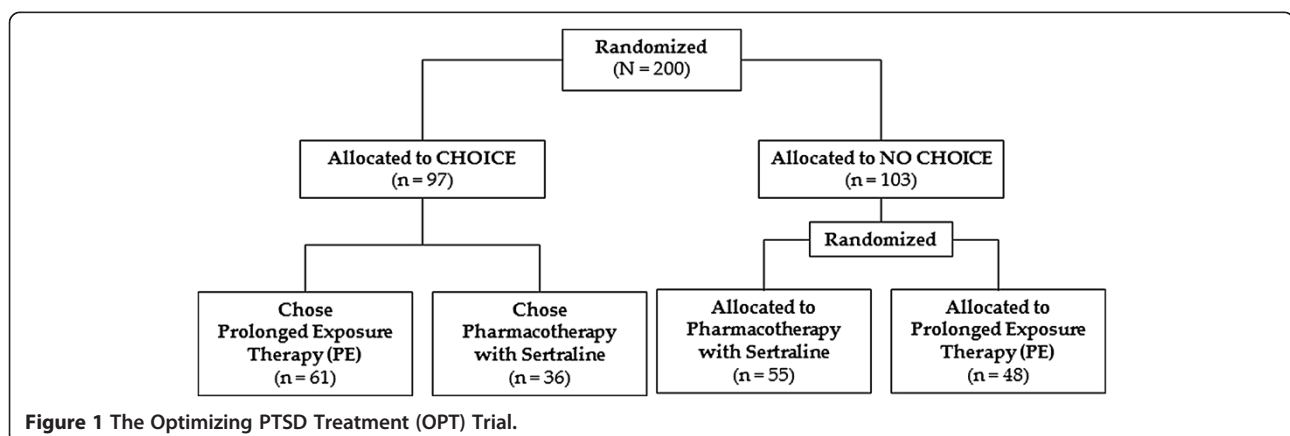 Randomized
(N = 200)
Allocated to CHOICE
(n = 97)
Allocated to NO CHOICE
(n = 103)
Randomized
Chose
Prolonged Exposure
Therapy (PE)
(n = 61)
Chose
Pharmacotherapy
with Sertraline
(n = 36)
Allocated to
Pharmacotherapy
with Sertraline
(n = 55)
Allocated to
Prolonged Exposure
Therapy (PE)
(n = 48)
Figure 1 The Optimizing PTSD Treatment (OPT) Trial.